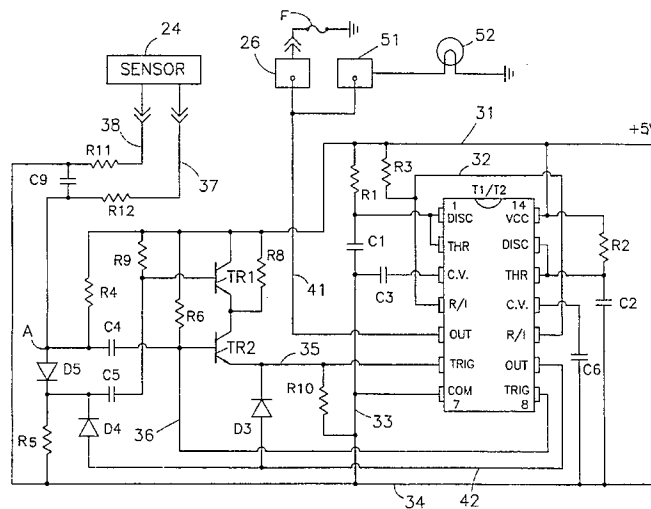 F
24
26
51
52
SENSOR
38
31
+5V
R11
R3
32
C9
37
R1
T1/T2
R12
1
14
DISC
VCC
R9
R8
THR
DISC
R2
TR1
C1
R4
R6
41
C.V.
THR
C3
C2
A
C4
R/I
C.V.
TR2
OUT
R/I
D5
35
C5
TRIG
OUT
C6
R10
COM
TRIG
R5
D4
36
D3
33
7
8
34
42